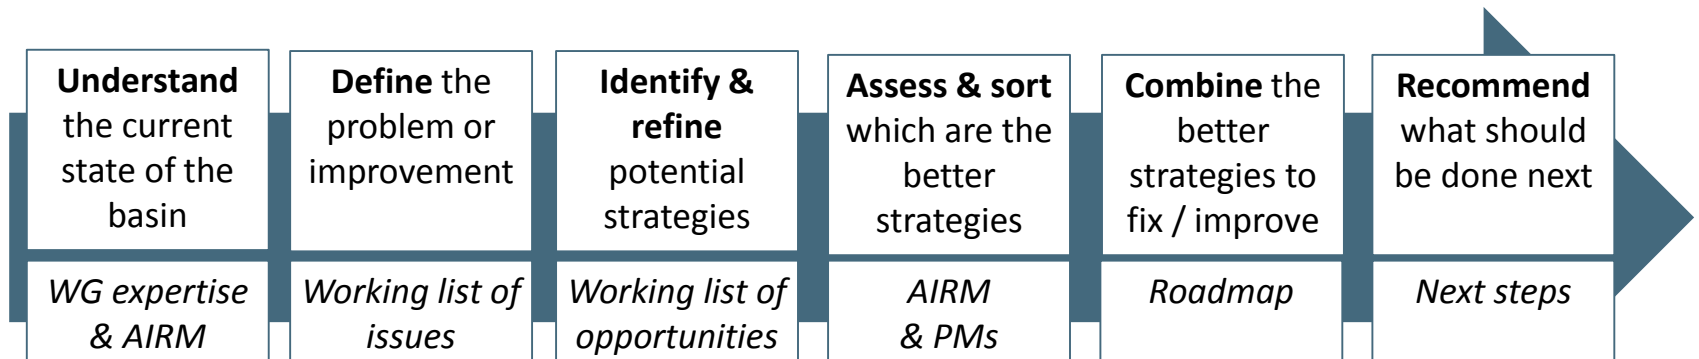 Understand
the current
state of the
basin
WG expertise
& AIRM
Define the
problem or
improvement
Working list of
issues
Identify &
refine
potential
strategies
Working list of
opportunities
Assess & sort
which are the
better
strategies
AIRM
& PMs
Combine the
better
strategies to
fix / improve
Roadmap
Recommend
what should
be done next
Next steps